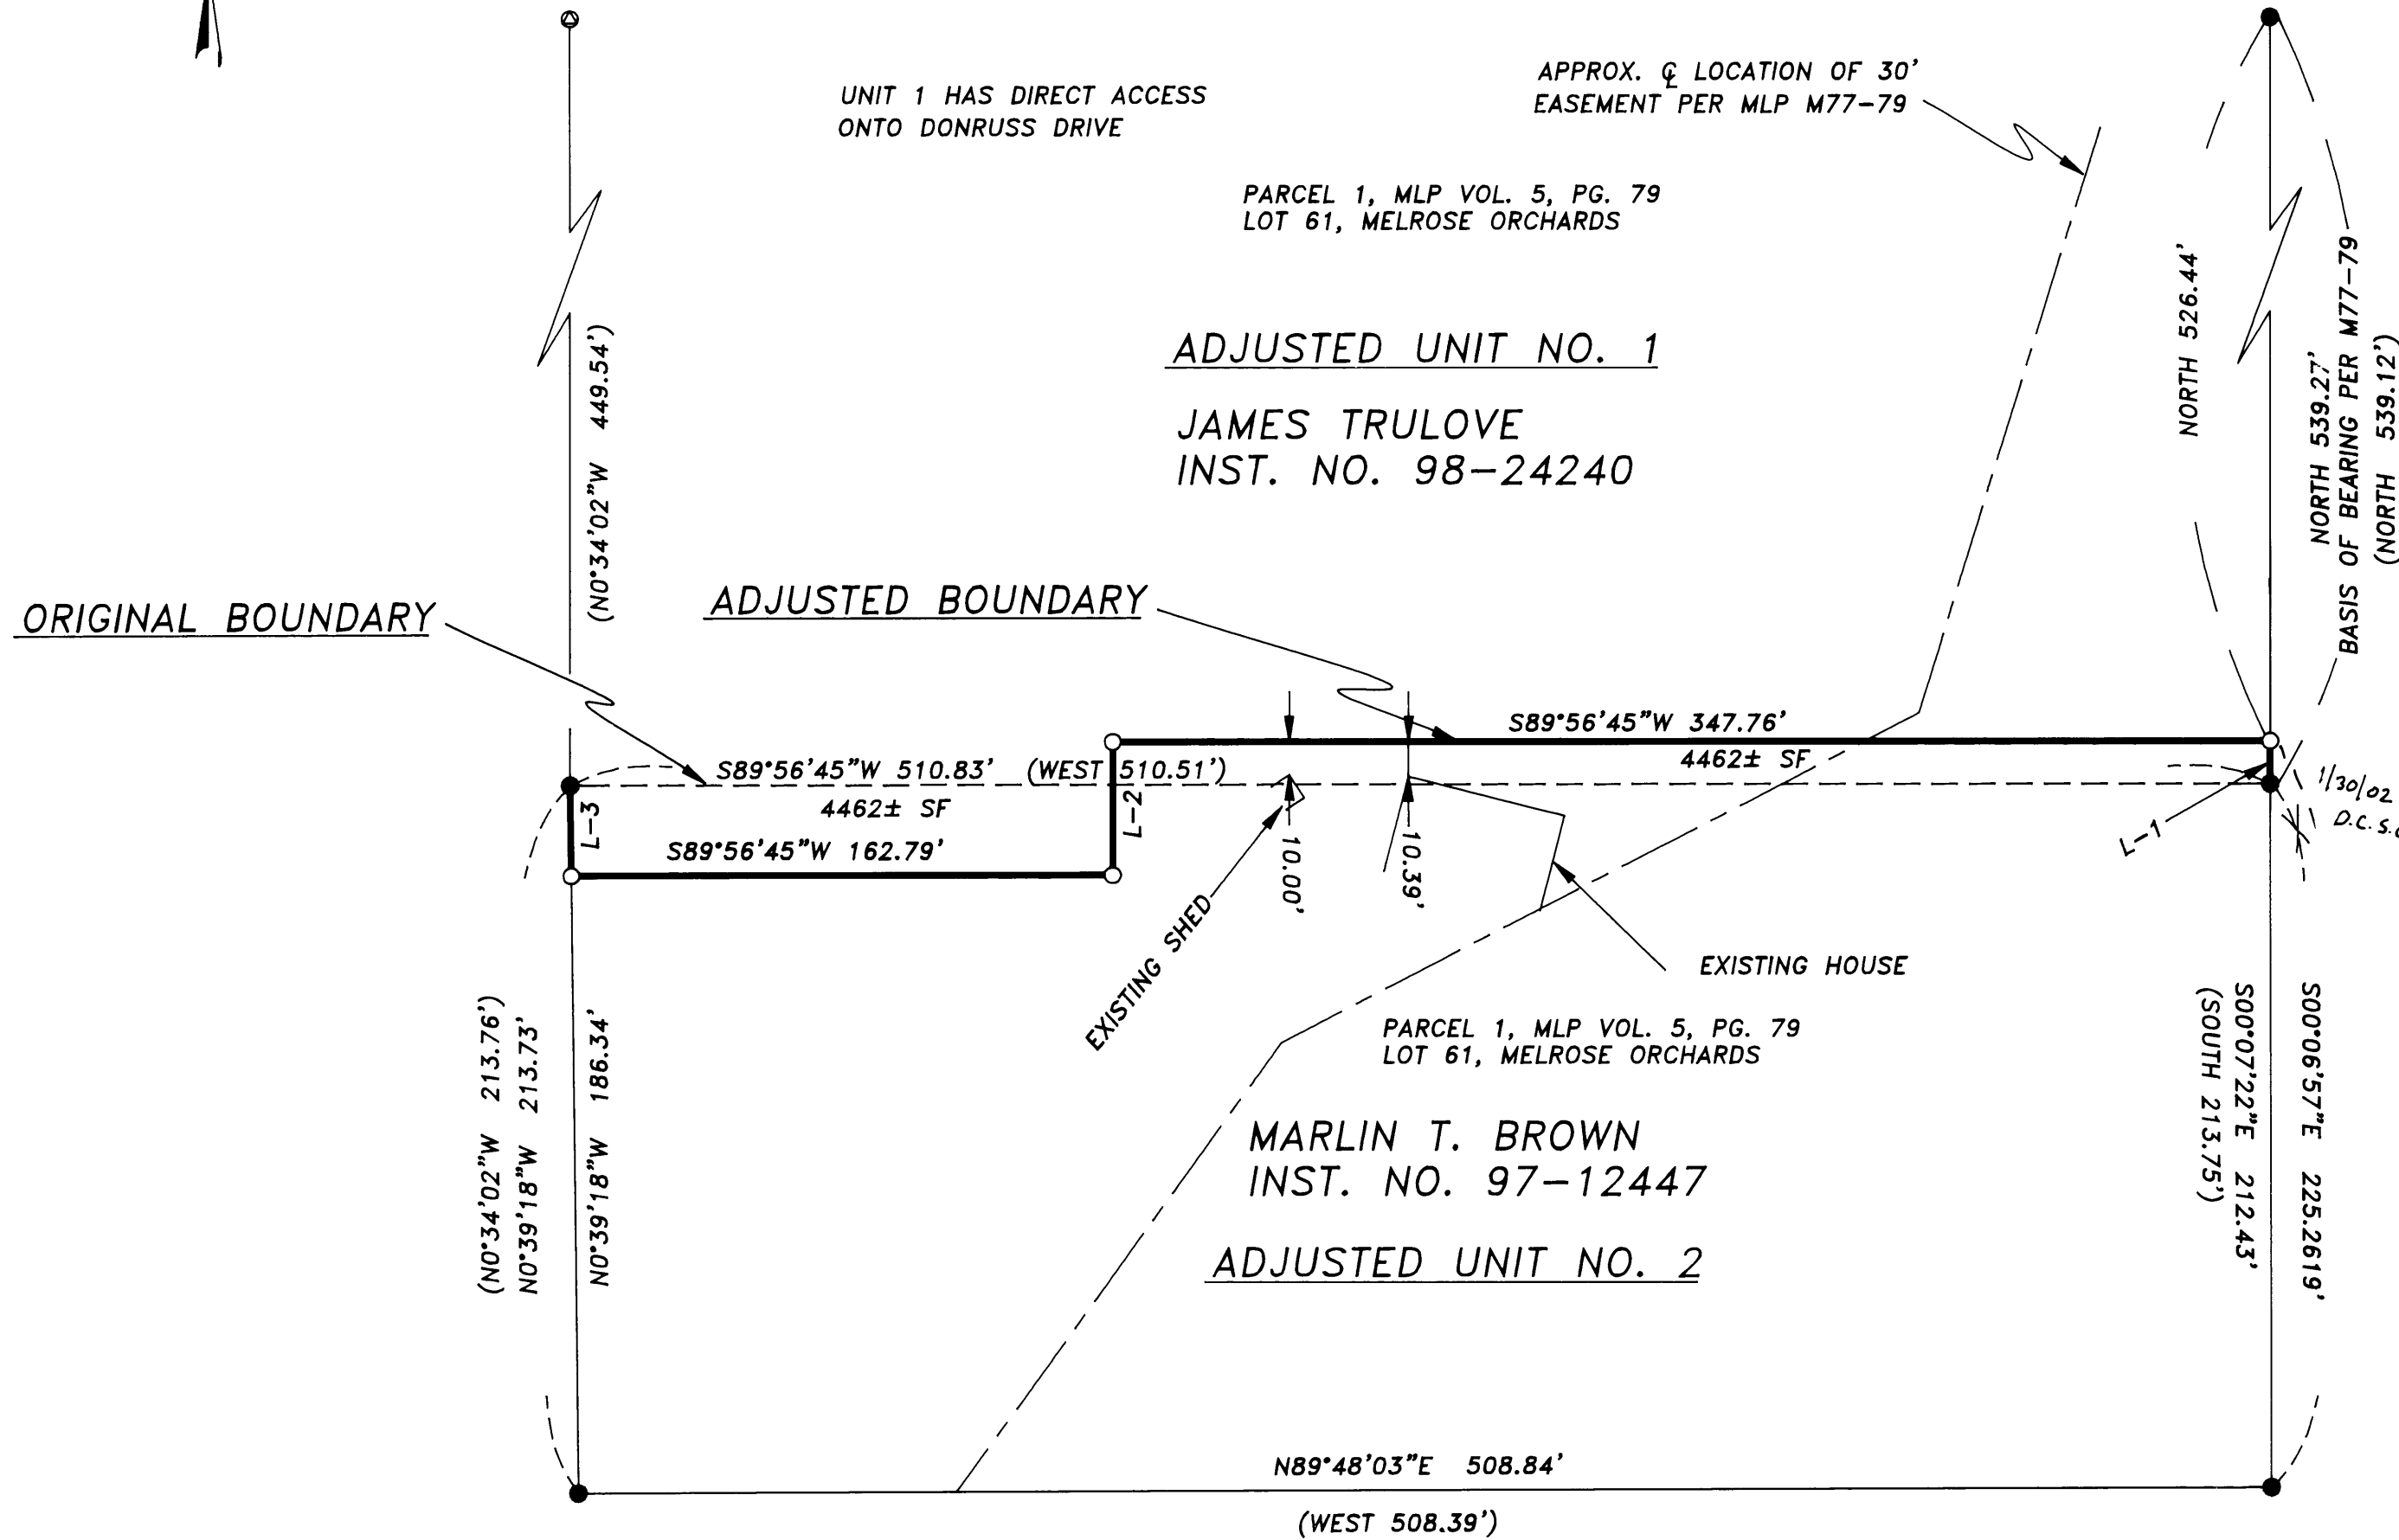 UNIT 1 HAS DIRECT ACCESS
ONTO DONRUSS DRIVE
APPROX. ℄ LOCATION OF 30'
EASEMENT PER MLP M77-79
PARCEL 1, MLP VOL. 5, PG. 79
LOT 61, MELROSE ORCHARDS
ADJUSTED UNIT NO. 1
JAMES TRULOVE
INST. NO. 98-24240
(N0°34'02"W 449.54')
NORTH 526.44'
NORTH 539.27'
BASIS OF BEARING PER M77-79
(NORTH 539.12')
ORIGINAL BOUNDARY
ADJUSTED BOUNDARY
S89°56'45"W 347.76'
4462± SF
S89°56'45"W 510.83' (WEST 510.51')
4462± SF
S89°56'45"W 162.79'
L-3
L-2
L-1
1/30/02
10.00'
10.39'
EXISTING SHED
EXISTING HOUSE
PARCEL 1, MLP VOL. 5, PG. 79
LOT 61, MELROSE ORCHARDS
MARLIN T. BROWN
INST. NO. 97-12447
ADJUSTED UNIT NO. 2
(N0°34'02"W 213.76')
N0°39'18"W 213.73'
N0°39'18"W 186.34'
S00°06'57"E 225.2619'
S00°07'22"E 212.43'
(SOUTH 213.75')
N89°48'03"E 508.84'
(WEST 508.39')